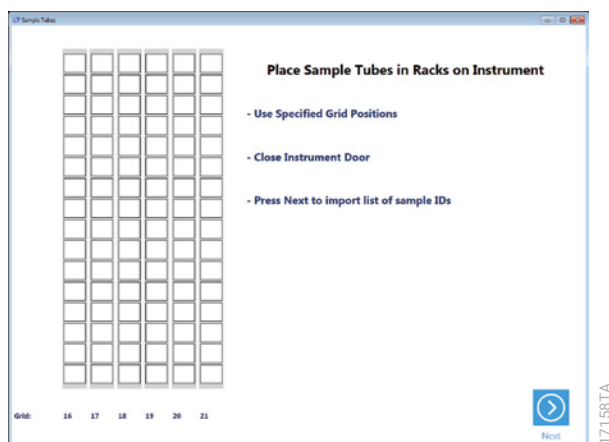 Sample Tubes
Place Sample Tubes in Racks on Instrument
- Use Specified Grid Positions
- Close Instrument Door
- Press Next to import list of sample IDs
Grid: 16 17 18 19 20 21
Next
17158TA